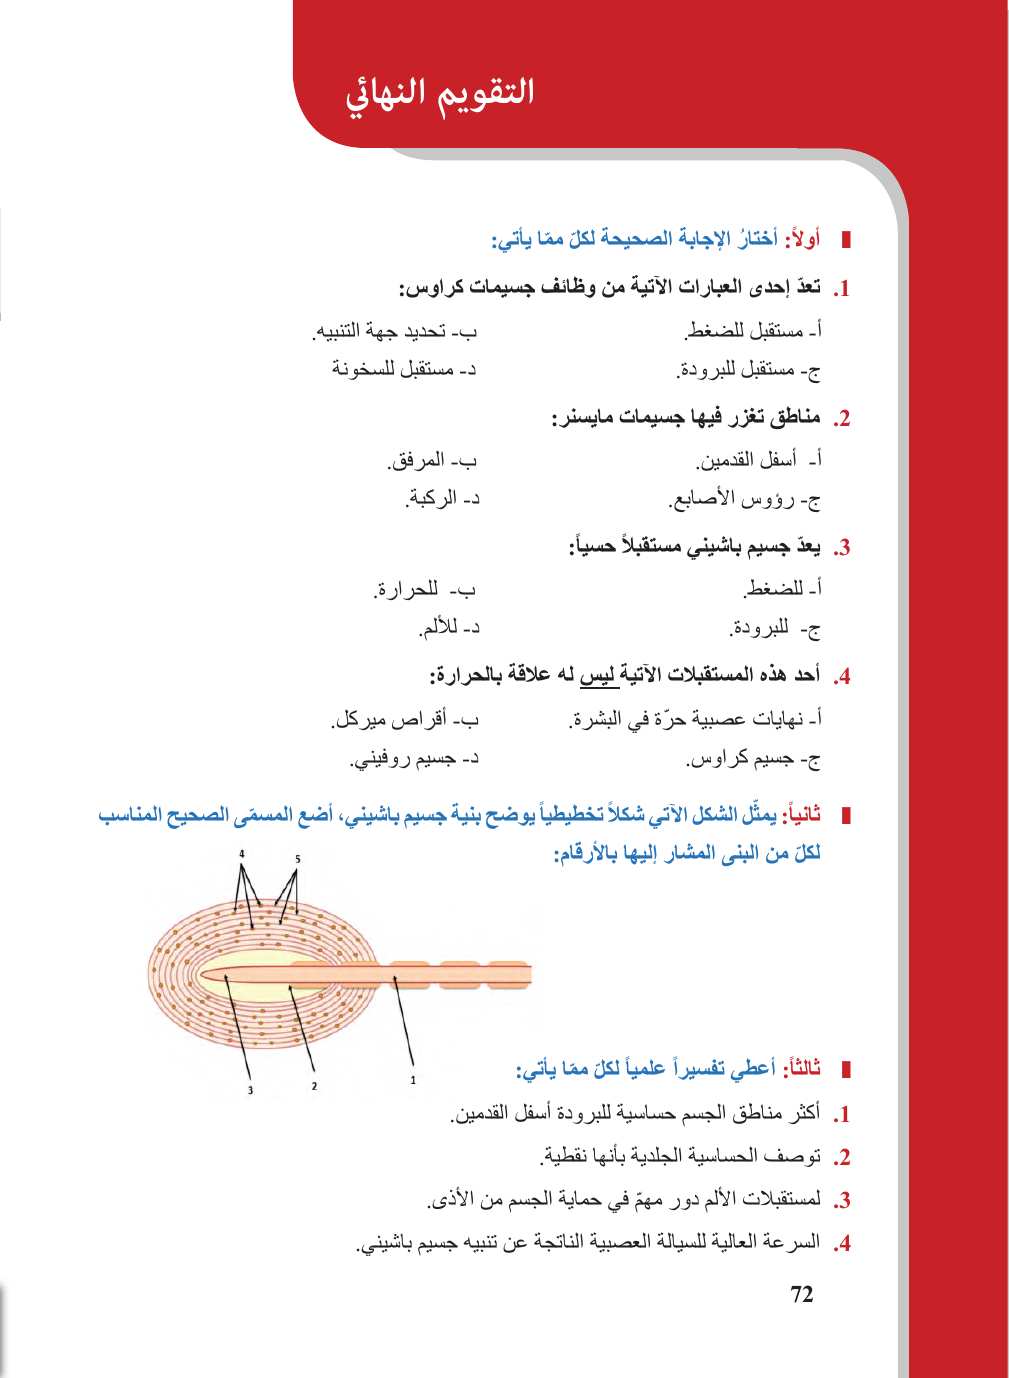 التقويم النهائي
أولاً: أختارُ الإجابة الصحيحة لكلّ ممّا يأتي:
1. تعدّ إحدى العبارات الآتية من وظائف جسيمات كراوس:
أ- مستقبل للضغط. ب- تحديد جهة التنبيه.
ج- مستقبل للبرودة. د- مستقبل للسخونة
2. مناطق تغزر فيها جسيمات مايسنر:
أ- أسفل القدمين. ب- المرفق.
ج- رؤوس الأصابع. د- الركبة.
3. يعدّ جسيم باشيني مستقبلاً حسياً:
أ- للضغط. ب- للحرارة.
ج- للبرودة. د- للألم.
4. أحد هذه المستقبلات الآتية ليس له علاقة بالحرارة:
أ- نهايات عصبية حرّة في البشرة. ب- أقراص ميركل.
ج- جسيم كراوس. د- جسيم روفيني.
ثانياً: يمثّل الشكل الآتي شكلاً تخطيطياً يوضح بنية جسيم باشيني، أضع المسمّى الصحيح المناسب
لكلّ من البنى المشار إليها بالأرقام:
4 5
3 2 1
ثالثاً: أعطي تفسيراً علمياً لكلّ ممّا يأتي:
1. أكثر مناطق الجسم حساسية للبرودة أسفل القدمين.
2. توصف الحساسية الجلدية بأنها نقطية.
3. لمستقبلات الألم دور مهمّ في حماية الجسم من الأذى.
4. السرعة العالية للسيالة العصبية الناتجة عن تنبيه جسيم باشيني.
72